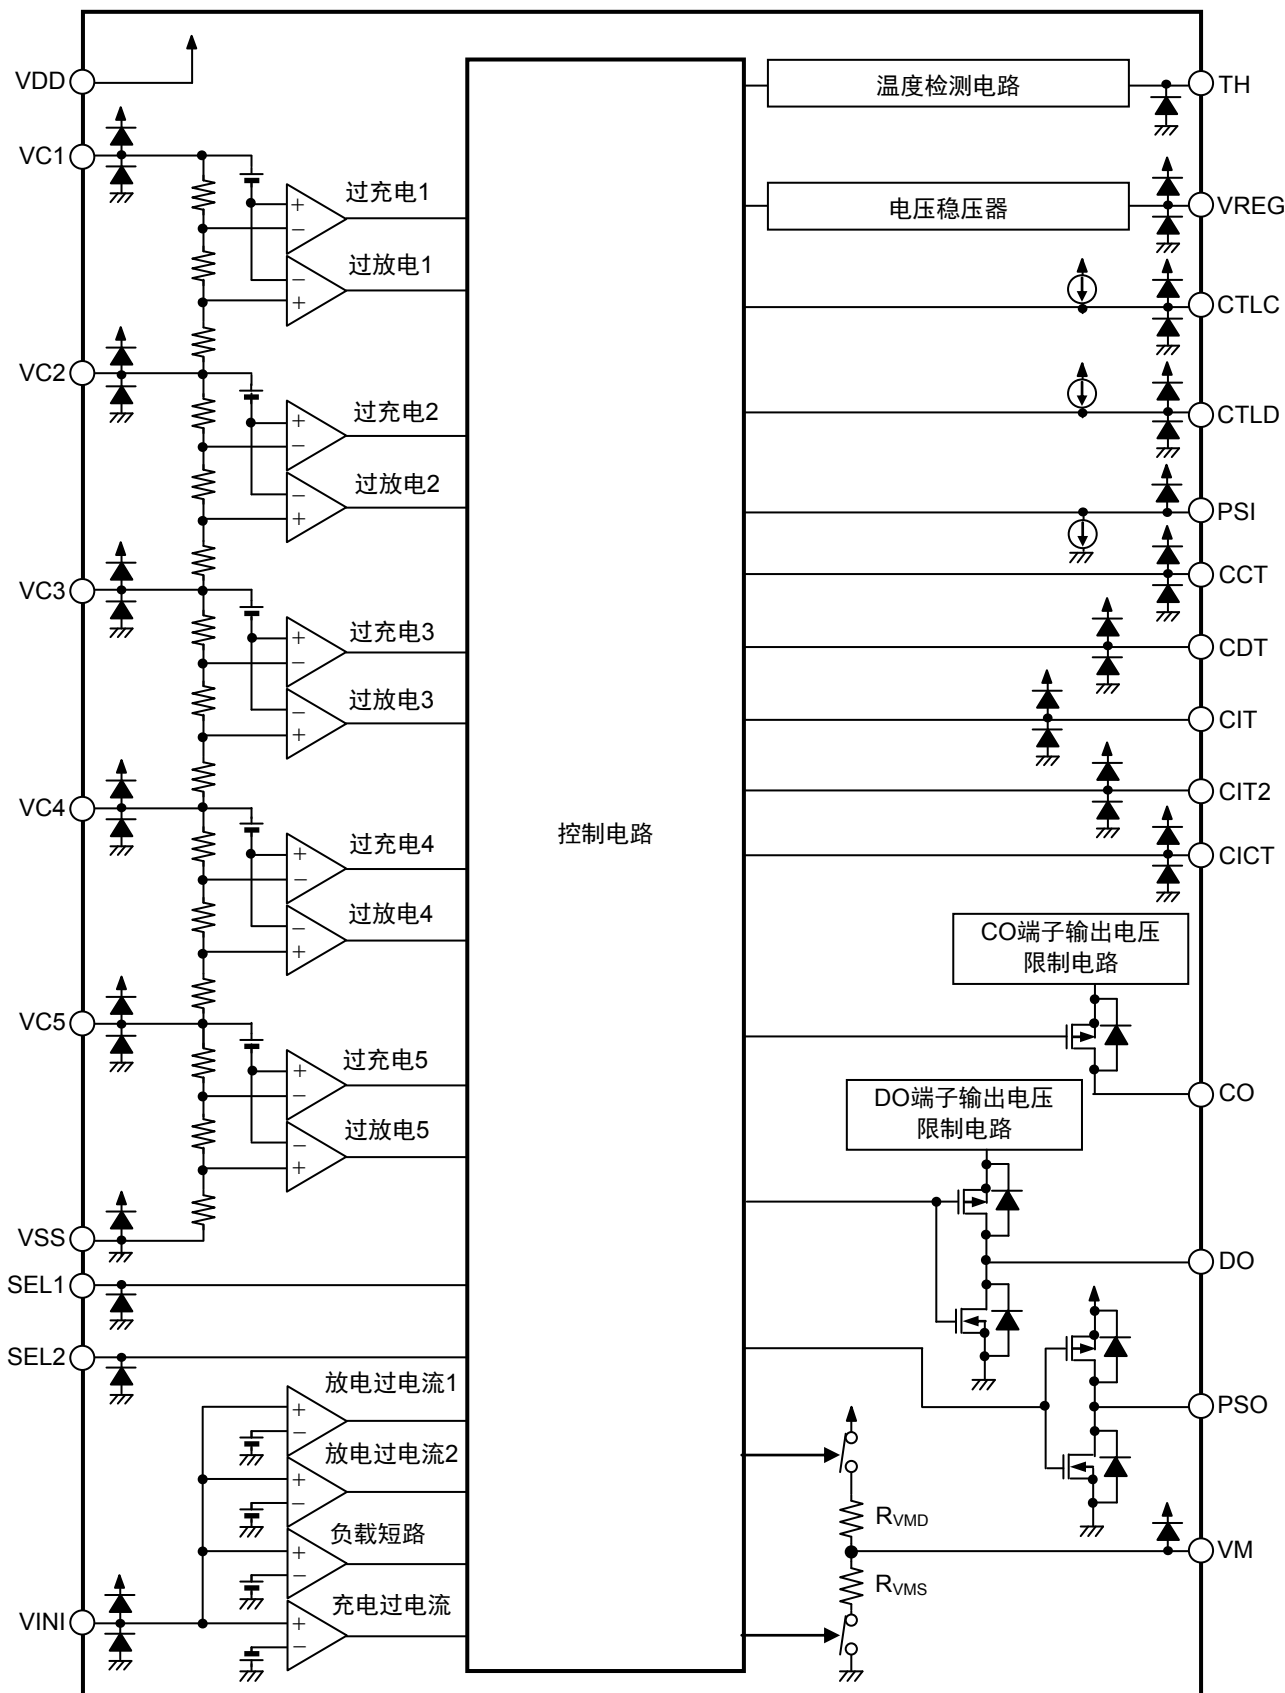 VDD
VC1
过充电1
过放电1
VC2
过充电2
过放电2
VC3
过充电3
过放电3
VC4
过充电4
过放电4
VC5
过充电5
过放电5
VSS
SEL1
SEL2
放电过电流1
放电过电流2
负载短路
VINI
充电过电流
控制电路
温度检测电路
TH
电压稳压器
VREG
CTLC
CTLD
PSI
CCT
CDT
CIT
CIT2
CICT
CO端子输出电压
限制电路
CO
DO端子输出电压
限制电路
DO
PSO
RVMD
VM
RVMS